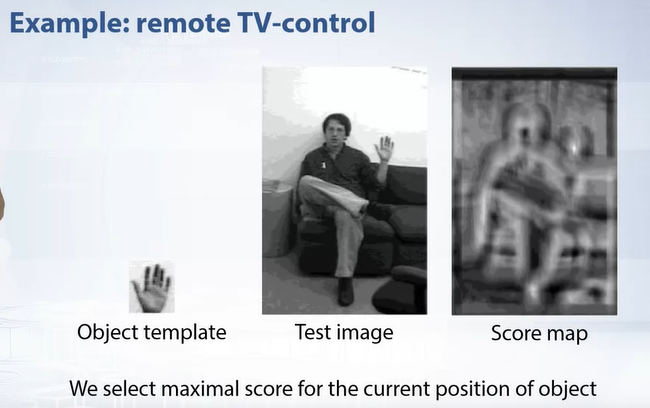 Example: remote TV-control
Object template
Test image
Score map
We select maximal score for the current position of object